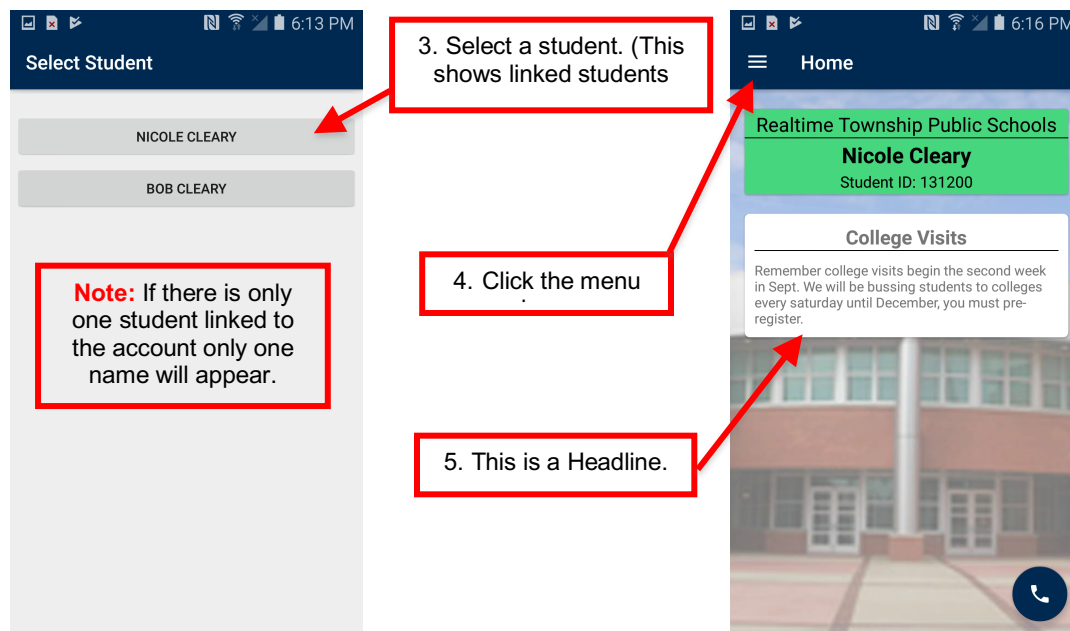 6:13 PM
Select Student
NICOLE CLEARY
BOB CLEARY
Note: If there is only
one student linked to
the account only one
name will appear.
3. Select a student. (This
shows linked students
4. Click the menu
5. This is a Headline.
6:16 PM
Home
Realtime Township Public Schools
Nicole Cleary
Student ID: 131200
College Visits
Remember college visits begin the second week
in Sept. We will be bussing students to colleges
every saturday until December, you must pre-
register.